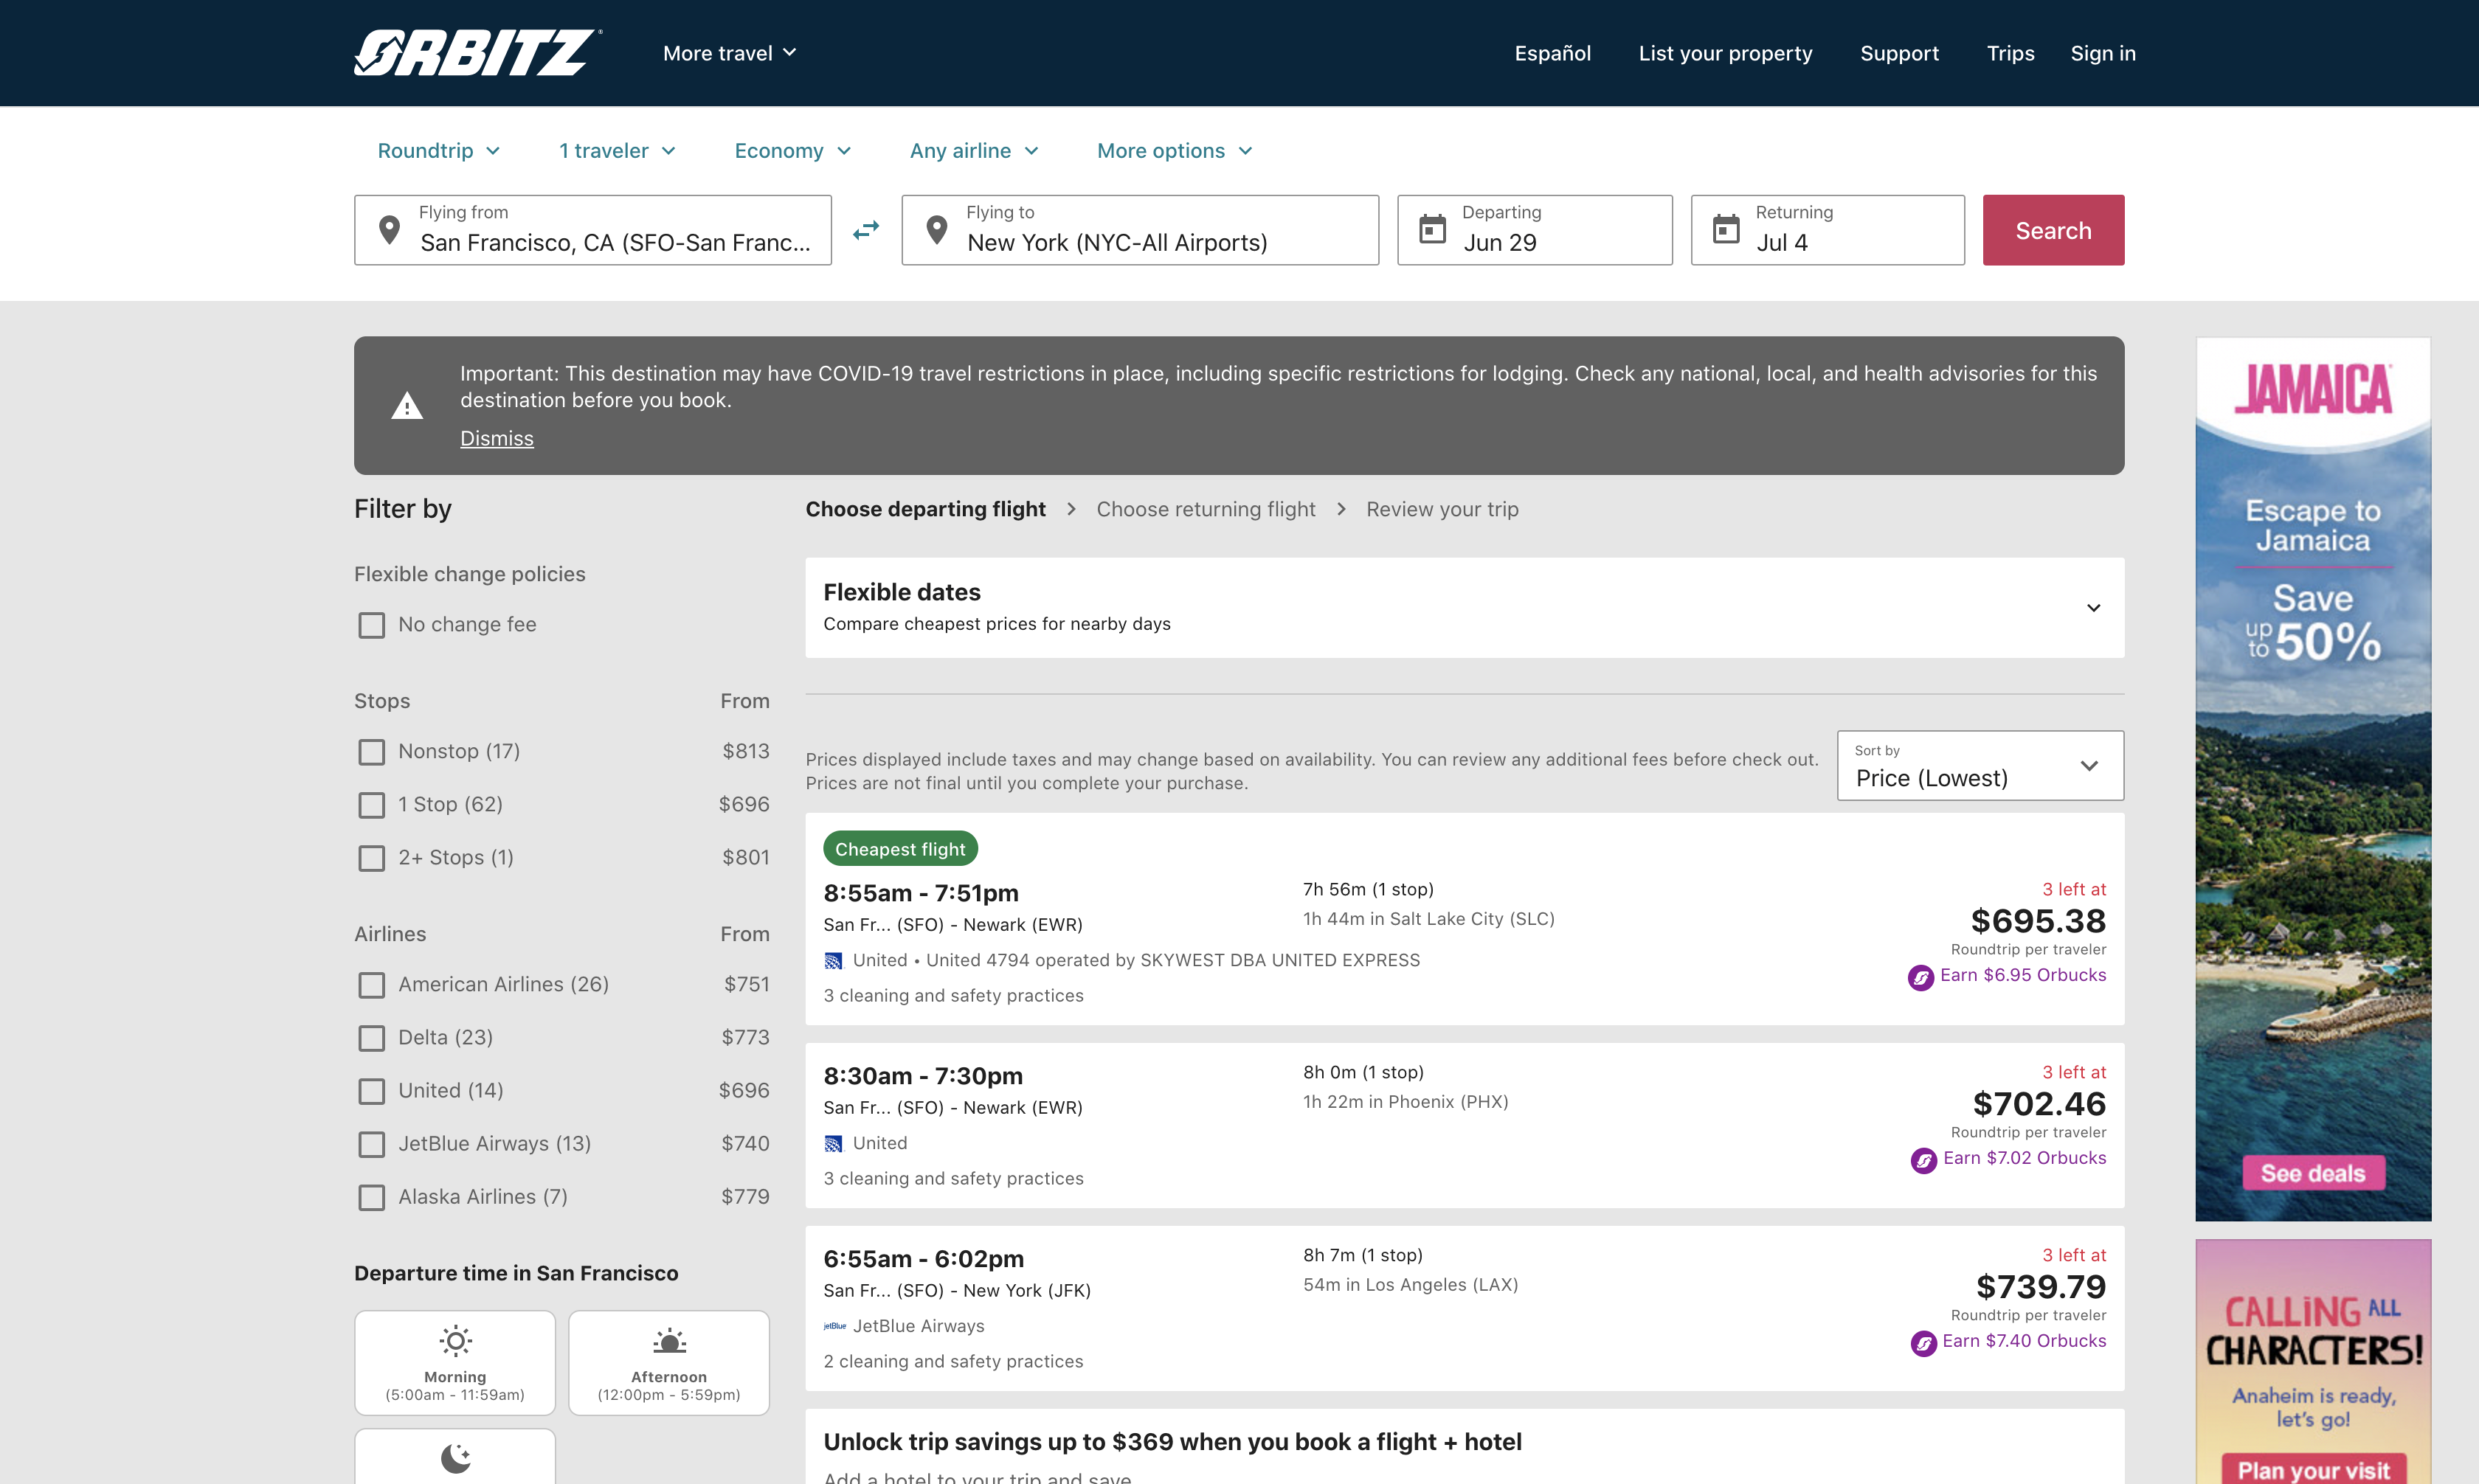 ORBITZ
More travel
Español
List your property
Support
Trips
Sign in
Roundtrip
1 traveler
Economy
Any airline
More options
Flying from
San Francisco, CA (SFO-San Franc...
Flying to
New York (NYC-All Airports)
Departing
Jun 29
Returning
Jul 4
Search
Important: This destination may have COVID-19 travel restrictions in place, including specific restrictions for lodging. Check any national, local, and health advisories for this
destination before you book.
Dismiss
Filter by
Flexible change policies
No change fee
Stops From
Nonstop (17) $813
1 Stop (62) $696
2+ Stops (1) $801
Airlines From
American Airlines (26) $751
Delta (23) $773
United (14) $696
JetBlue Airways (13) $740
Alaska Airlines (7) $779
Departure time in San Francisco
Morning
(5:00am - 11:59am)
Afternoon
(12:00pm - 5:59pm)
Choose departing flight
Choose returning flight
Review your trip
Flexible dates
Compare cheapest prices for nearby days
Prices displayed include taxes and may change based on availability. You can review any additional fees before check out.
Prices are not final until you complete your purchase.
Sort by
Price (Lowest)
Cheapest flight
8:55am - 7:51pm
San Fr... (SFO) - Newark (EWR)
United • United 4794 operated by SKYWEST DBA UNITED EXPRESS
3 cleaning and safety practices
7h 56m (1 stop)
1h 44m in Salt Lake City (SLC)
3 left at
$695.38
Roundtrip per traveler
Earn $6.95 Orbucks
8:30am - 7:30pm
San Fr... (SFO) - Newark (EWR)
United
3 cleaning and safety practices
8h 0m (1 stop)
1h 22m in Phoenix (PHX)
3 left at
$702.46
Roundtrip per traveler
Earn $7.02 Orbucks
6:55am - 6:02pm
San Fr... (SFO) - New York (JFK)
jetBlue JetBlue Airways
2 cleaning and safety practices
8h 7m (1 stop)
54m in Los Angeles (LAX)
3 left at
$739.79
Roundtrip per traveler
Earn $7.40 Orbucks
Unlock trip savings up to $369 when you book a flight + hotel
Add a hotel to your trip and save
JAMAICA
Escape to
Jamaica
Save
up to 50%
See deals
CALLING ALL
CHARACTERS!
Anaheim is ready,
let's go!
Plan your visit